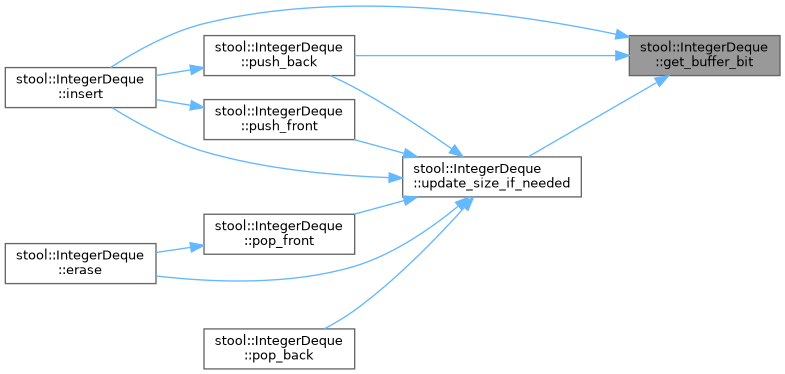 stool::IntegerDeque
::get_buffer_bit
stool::IntegerDeque
::push_back
stool::IntegerDeque
::insert
stool::IntegerDeque
::push_front
stool::IntegerDeque
::update_size_if_needed
stool::IntegerDeque
::pop_front
stool::IntegerDeque
::erase
stool::IntegerDeque
::pop_back